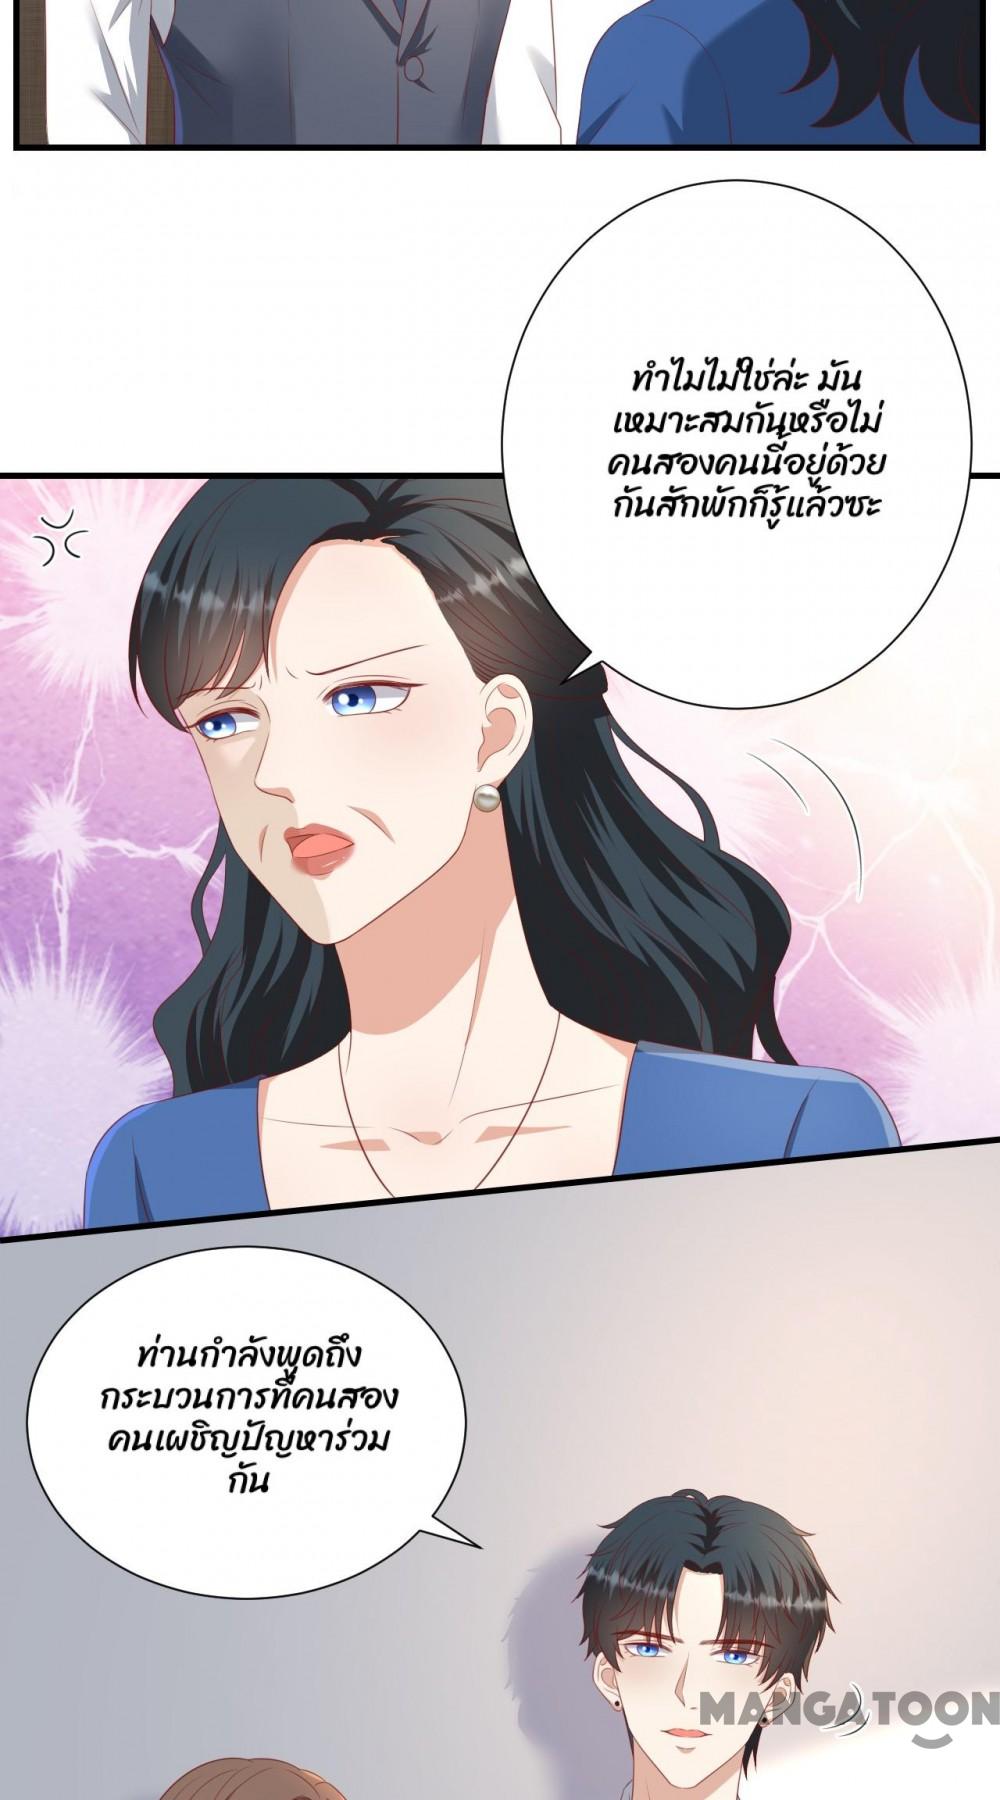 ทำไมไม่ใช่ล่ะ มัน
เหมาะสมกันหรือไม่
คนสองคนนี้อยู่ด้วย
กันสักพักก็รู้แล้วซะ
ท่านกำลังพูดถึง
กระบวนการที่คนสอง
คนเผชิญปัญหาร่วม
กัน
MANGATOON